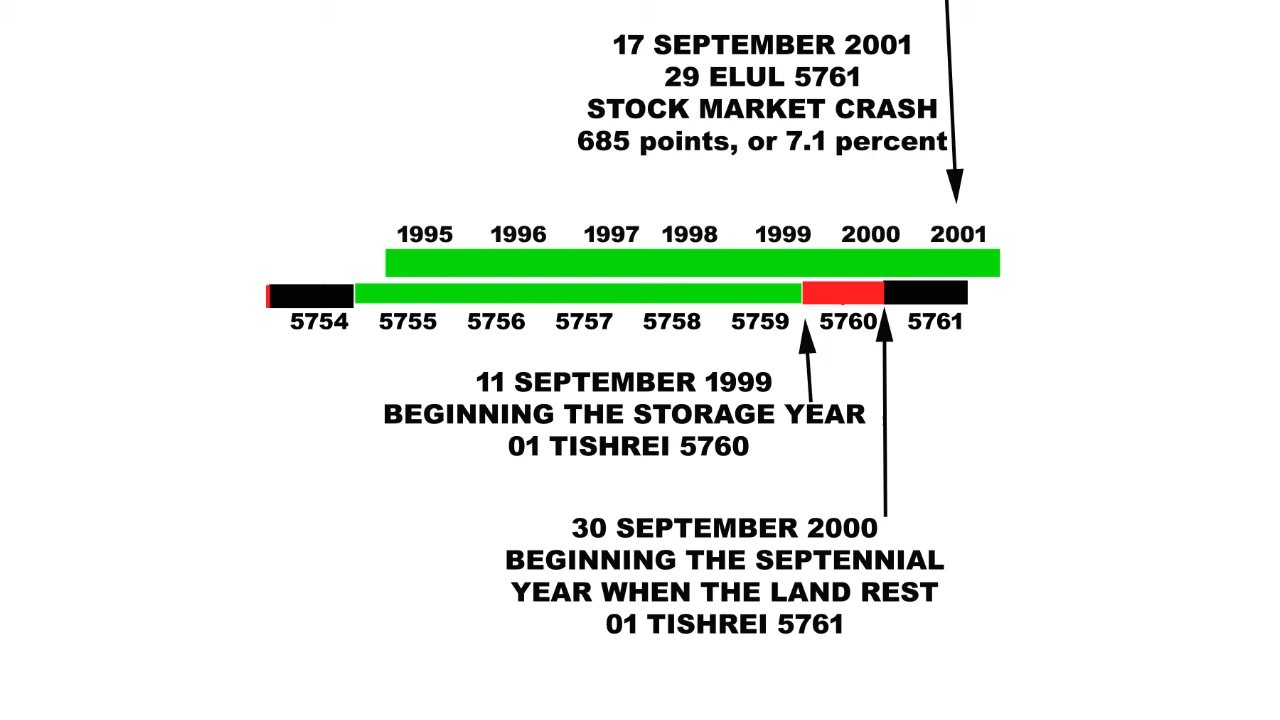 17 SEPTEMBER 2001
29 ELUL 5761
STOCK MARKET CRASH
685 points, or 7.1 percent
1995 1996 1997 1998 1999 2000 2001
5754 5755 5756 5757 5758 5759 5760 5761
11 SEPTEMBER 1999
BEGINNING THE STORAGE YEAR
01 TISHREI 5760
30 SEPTEMBER 2000
BEGINNING THE SEPTENNIAL
YEAR WHEN THE LAND REST
01 TISHREI 5761